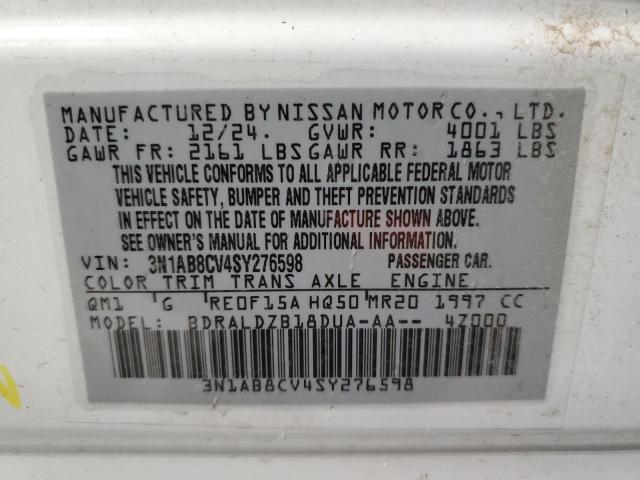 MANUFACTURED BY NISSAN MOTOR CO., LTD.
DATE: 12/24. GVWR: 4001 LBS
GAWR FR: 2161 LBS GAWR RR: 1863 LBS
THIS VEHICLE CONFORMS TO ALL APPLICABLE FEDERAL MOTOR
VEHICLE SAFETY, BUMPER AND THEFT PREVENTION STANDARDS
IN EFFECT ON THE DATE OF MANUFACTURE SHOWN ABOVE.
SEE OWNER'S MANUAL FOR ADDITIONAL INFORMATION.
VIN: 3N1AB8CV4SY276598 PASSENGER CAR.
COLOR TRIM TRANS AXLE ENGINE
QM1 'G RE0F15A HQ50 MR20 1997 CC
MODEL: BDRALDZB18DUA-AA-- 4Z000
3N1AB8CV4SY276598